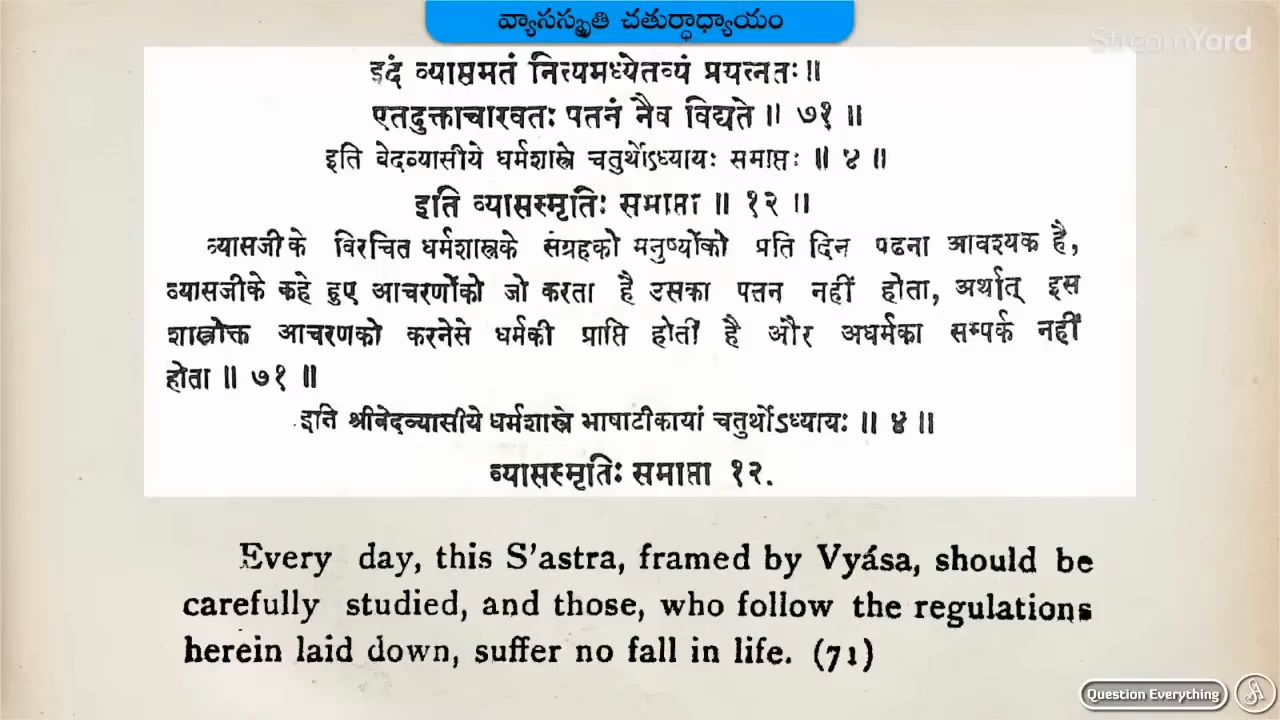 వ్యాసస్మృతి చతుర్ధాధ్యాయం
StreamYard
इदं व्यासमतं नित्यमध्येतव्यं प्रयत्नतः ॥
एतदुक्ताचारवतः पतनं नैव विद्यते ॥ ७१ ॥
इति वेदव्यासीये धर्मशास्त्रे चतुर्थोऽध्यायः समाप्तः ॥ ४ ॥
इति व्यासस्मृतिः समाप्ता ॥ १२ ॥
व्यासजीके विरचित धर्मशास्त्रके संग्रहको मनुष्योंको प्रति दिन पढना आवश्यक है,
व्यासजीके कहे हुए आचरणोंको जो करता है उसका पतन नहीं होता, अर्थात् इस
शास्त्रोक्त आचरणको करनेसे धर्मकी प्राप्ति होती है और अधर्मका सम्पर्क नहीं
होता ॥ ७१ ॥
इति श्रीवेदव्यासीये धर्मशास्त्रे भाषाटीकायां चतुर्थोऽध्यायः ॥ ४ ॥
व्यासस्मृतिः समाप्ता १२.
Every day, this S'astra, framed by Vyása, should be
carefully studied, and those, who follow the regulations
herein laid down, suffer no fall in life. (71)
Question Everything